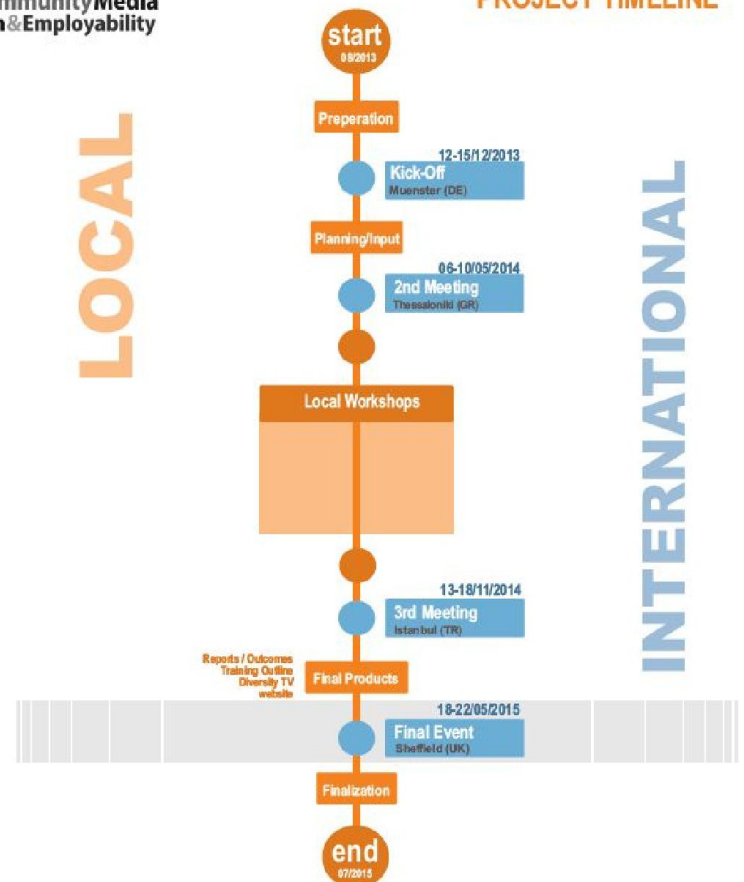 mmunityMedia
n&Employability
PROJECT TIMELINE
start
08/2013
Preperation
LOCAL
INTERNATIONAL
12-15/12/2013
Kick-Off
Muenster (DE)
Planning/Input
06-10/05/2014
2nd Meeting
Thessaloniki (GR)
Local Workshops
13-18/11/2014
3rd Meeting
Istanbul (TR)
Reports / Outcomes
Training Outline
Diversity TV
website
Final Products
18-22/05/2015
Final Event
Sheffield (UK)
Finalization
end
07/2015